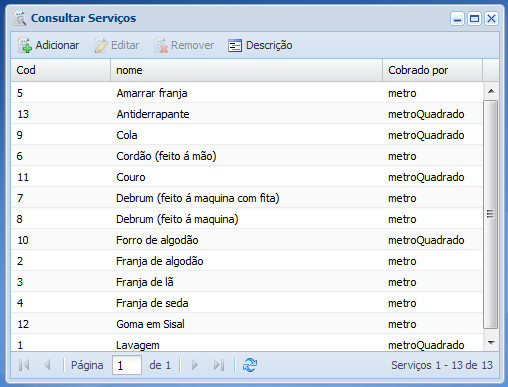 Consultar Serviços
Adicionar Editar Remover Descrição
Cod nome Cobrado por
5 Amarrar franja metro
13 Antiderrapante metroQuadrado
9 Cola metroQuadrado
6 Cordão (feito á mão) metro
11 Couro metroQuadrado
7 Debrum (feito á maquina com fita) metro
8 Debrum (feito á maquina) metro
10 Forro de algodão metroQuadrado
2 Franja de algodão metro
3 Franja de lã metro
4 Franja de seda metro
12 Goma em Sisal metro
1 Lavagem metroQuadrado
Página 1 de 1 Serviços 1 - 13 de 13